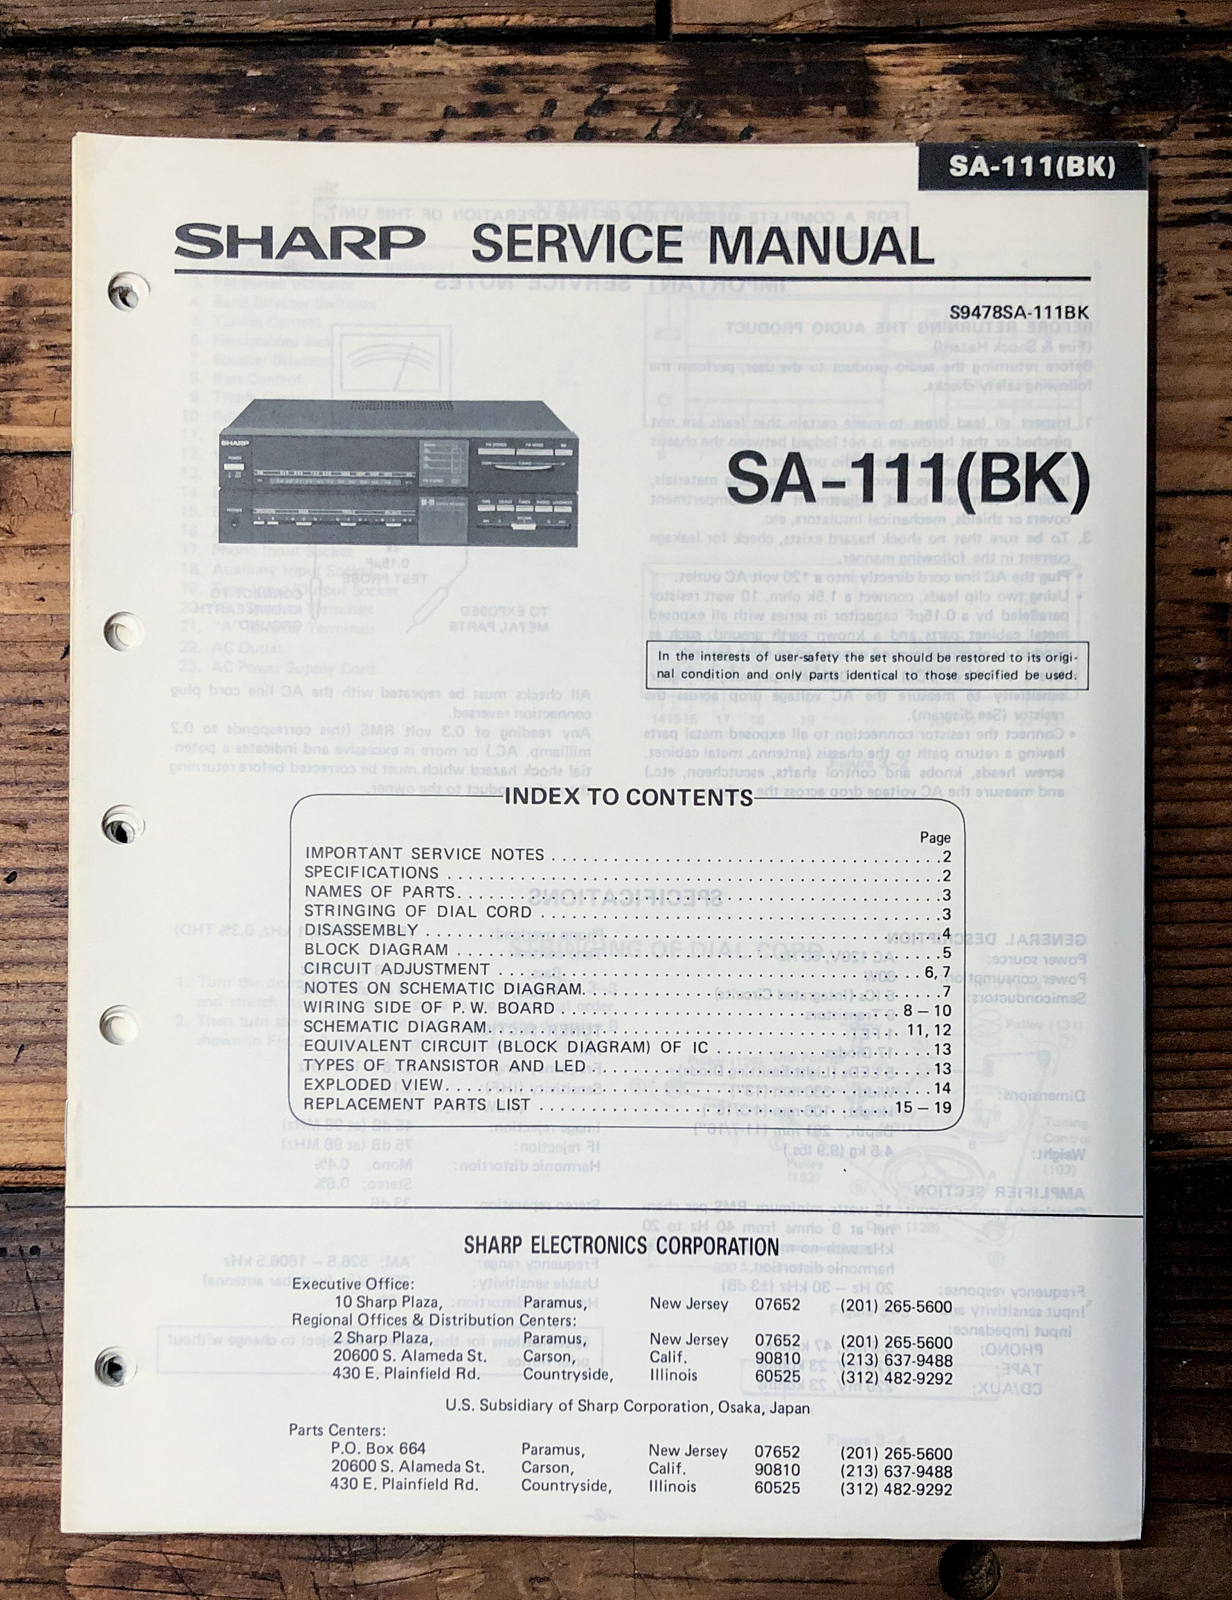 SA-111(BK)
SHARP SERVICE MANUAL
S9478SA-111BK
SHARP
SA-111(BK)
In the interests of user-safety the set should be restored to its origi-
nal condition and only parts identical to those specified be used.
INDEX TO CONTENTS
Page
IMPORTANT SERVICE NOTES . . . . . . . . . . . . . . . . . . . . . . . . . . . . . . . . . . . . . 2
SPECIFICATIONS . . . . . . . . . . . . . . . . . . . . . . . . . . . . . . . . . . . . . . . . . . . . . 2
NAMES OF PARTS. . . . . . . . . . . . . . . . . . . . . . . . . . . . . . . . . . . . . . . . . . . . 3
STRINGING OF DIAL CORD . . . . . . . . . . . . . . . . . . . . . . . . . . . . . . . . . . . . . 3
DISASSEMBLY . . . . . . . . . . . . . . . . . . . . . . . . . . . . . . . . . . . . . . . . . . . . . . . 4
BLOCK DIAGRAM . . . . . . . . . . . . . . . . . . . . . . . . . . . . . . . . . . . . . . . . . . . . 5
CIRCUIT ADJUSTMENT . . . . . . . . . . . . . . . . . . . . . . . . . . . . . . . . . . . . . . 6, 7
NOTES ON SCHEMATIC DIAGRAM. . . . . . . . . . . . . . . . . . . . . . . . . . . . . . . . 7
WIRING SIDE OF P. W. BOARD . . . . . . . . . . . . . . . . . . . . . . . . . . . . . . . 8 – 10
SCHEMATIC DIAGRAM. . . . . . . . . . . . . . . . . . . . . . . . . . . . . . . . . . . . . 11, 12
EQUIVALENT CIRCUIT (BLOCK DIAGRAM) OF IC . . . . . . . . . . . . . . . . . . . 13
TYPES OF TRANSISTOR AND LED . . . . . . . . . . . . . . . . . . . . . . . . . . . . . . 13
EXPLODED VIEW. . . . . . . . . . . . . . . . . . . . . . . . . . . . . . . . . . . . . . . . . . . 14
REPLACEMENT PARTS LIST . . . . . . . . . . . . . . . . . . . . . . . . . . . . . . . 15 – 19
SHARP ELECTRONICS CORPORATION
Executive Office:
10 Sharp Plaza, Paramus, New Jersey 07652 (201) 265-5600
Regional Offices & Distribution Centers:
2 Sharp Plaza, Paramus, New Jersey 07652 (201) 265-5600
20600 S. Alameda St. Carson, Calif. 90810 (213) 637-9488
430 E. Plainfield Rd. Countryside, Illinois 60525 (312) 482-9292
U.S. Subsidiary of Sharp Corporation, Osaka, Japan
Parts Centers:
P.O. Box 664 Paramus, New Jersey 07652 (201) 265-5600
20600 S. Alameda St. Carson, Calif. 90810 (213) 637-9488
430 E. Plainfield Rd. Countryside, Illinois 60525 (312) 482-9292